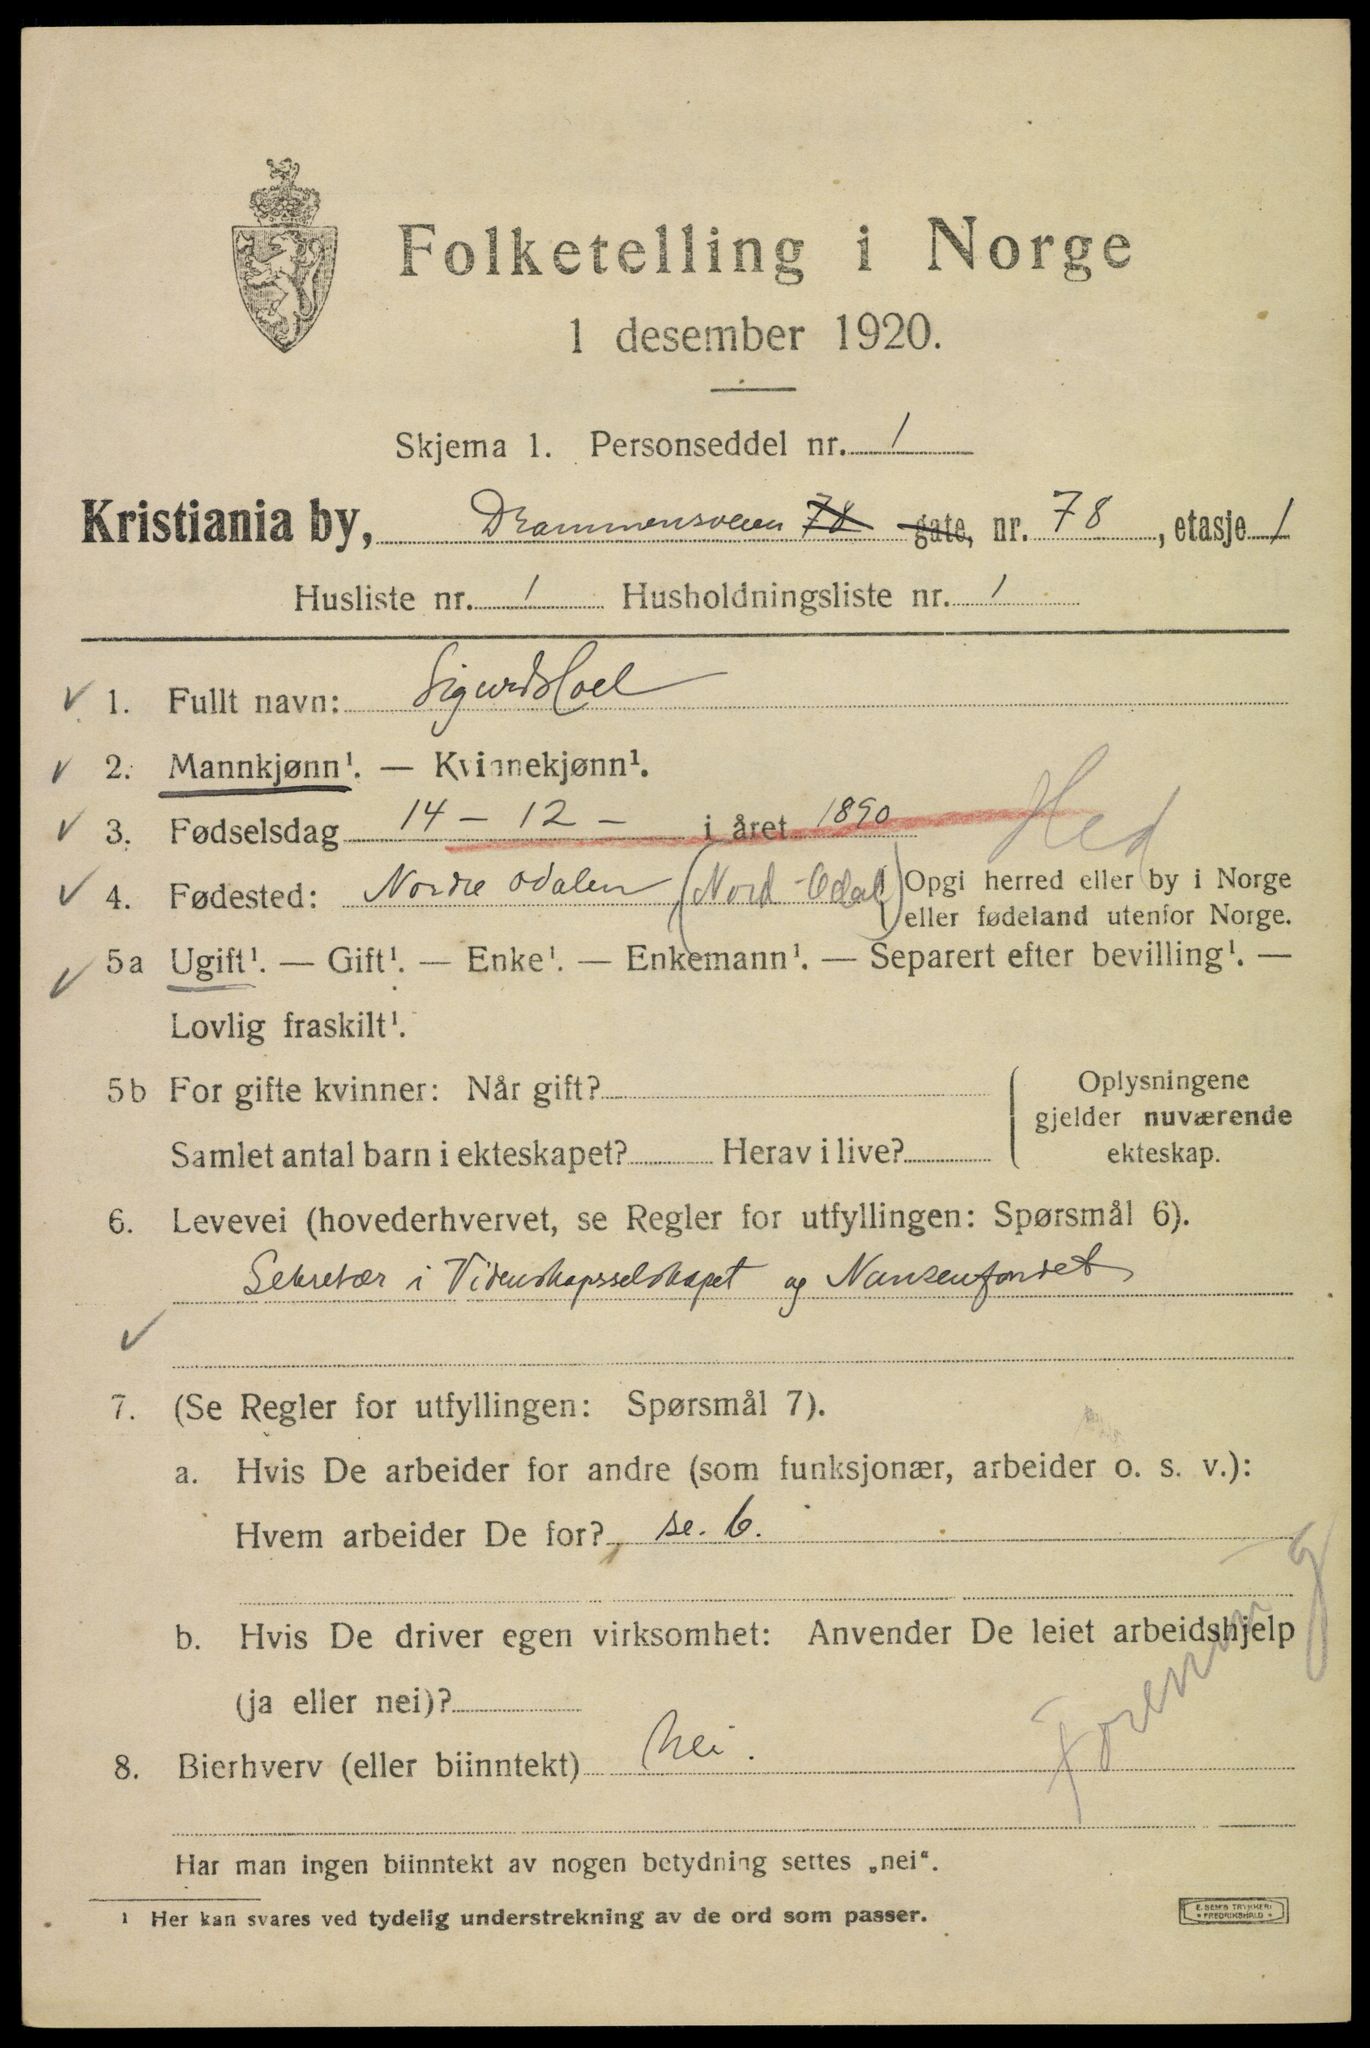 Folketelling i Norge
1 desember 1920.
Skjema 1. Personseddel nr. 1
Kristiania by, Drammensveien 78 gate, nr. 78, etasje 1
Husliste nr. 1 Husholdningsliste nr. 1
1. Fullt navn: Sigurd Hoel
2. Mannkjønn¹. — Kvinnekjønn¹.
3. Fødselsdag 14 - 12 - i året 1890
Hed
4. Fødested: Nordre Odalen (Nord-Odal) Opgi herred eller by i Norge
eller fødeland utenfor Norge.
5a Ugift¹. — Gift¹. — Enke¹. — Enkemann¹. — Separert efter bevilling¹. —
Lovlig fraskilt¹.
5b For gifte kvinner: Når gift?
Samlet antal barn i ekteskapet? Herav i live?
Oplysningene
gjelder nuværende
ekteskap.
6. Levevei (hovederhvervet, se Regler for utfyllingen: Spørsmål 6).
Sekretær i Videnskapsselskapet og Nansenfondet
7. (Se Regler for utfyllingen: Spørsmål 7).
a. Hvis De arbeider for andre (som funksjonær, arbeider o. s. v.):
Hvem arbeider De for? se. 6.
b. Hvis De driver egen virksomhet: Anvender De leiet arbeidshjelp
(ja eller nei)?
Forening
8. Bierhverv (eller biinntekt) Nei.
Har man ingen biinntekt av nogen betydning settes „nei“.
¹ Her kan svares ved tydelig understrekning av de ord som passer.
E. SEM'S TRYKKERI
* FREDRIKSHALD *